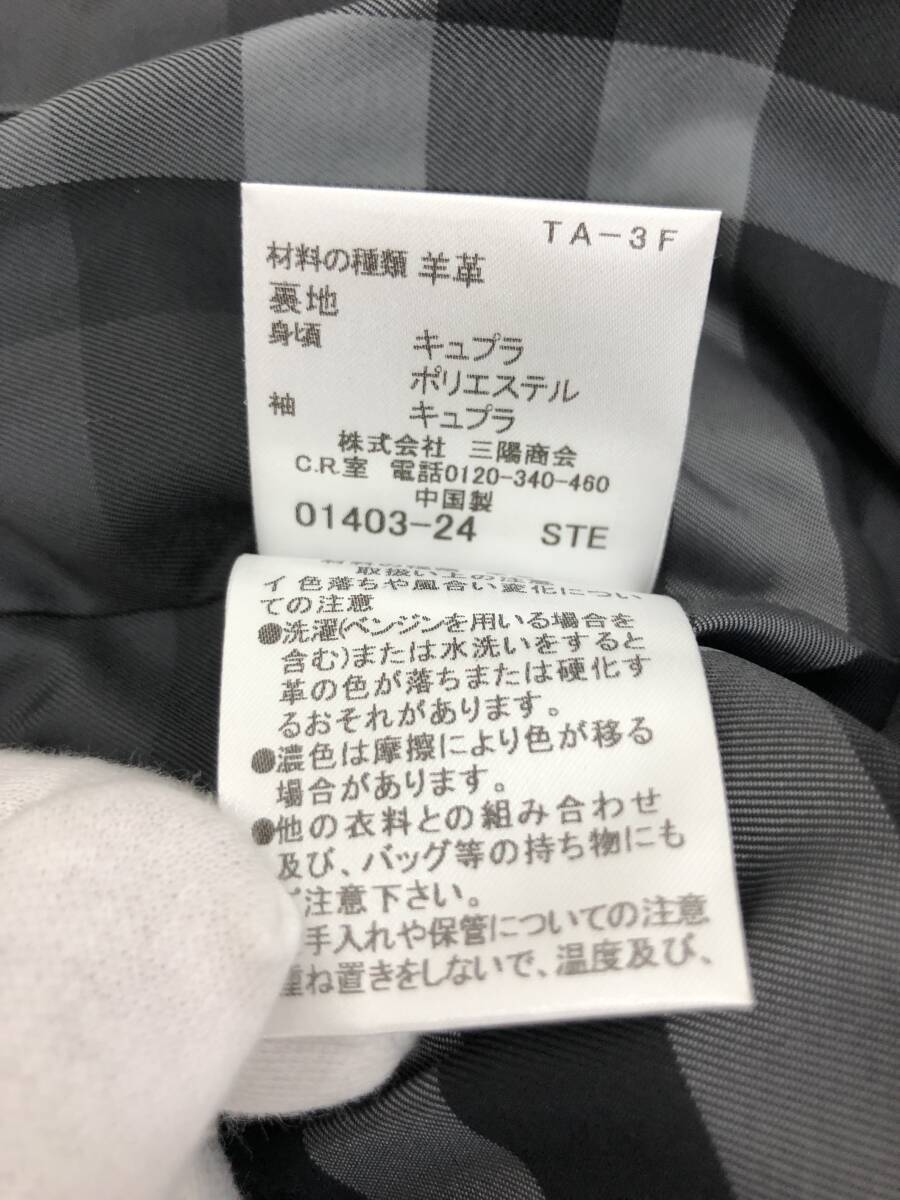 TA-3F
材料の種類 羊革
裏地
身頃 キュプラ
ポリエステル
袖 キュプラ
株式会社 三陽商会
C.R.室 電話0120-340-460
中国製
01403-24 STE
取扱い上の注意
イ 色落ちや風合い変化につい
ての注意
●洗濯(ベンジンを用いる場合を
含む)または水洗いをすると
革の色が落ちまたは硬化す
るおそれがあります。
●濃色は摩擦により色が移る
場合があります。
●他の衣料との組み合わせ
及び、バッグ等の持ち物にも
ご注意下さい。
手入れや保管についての注意
重ね置きをしないで、温度及び、